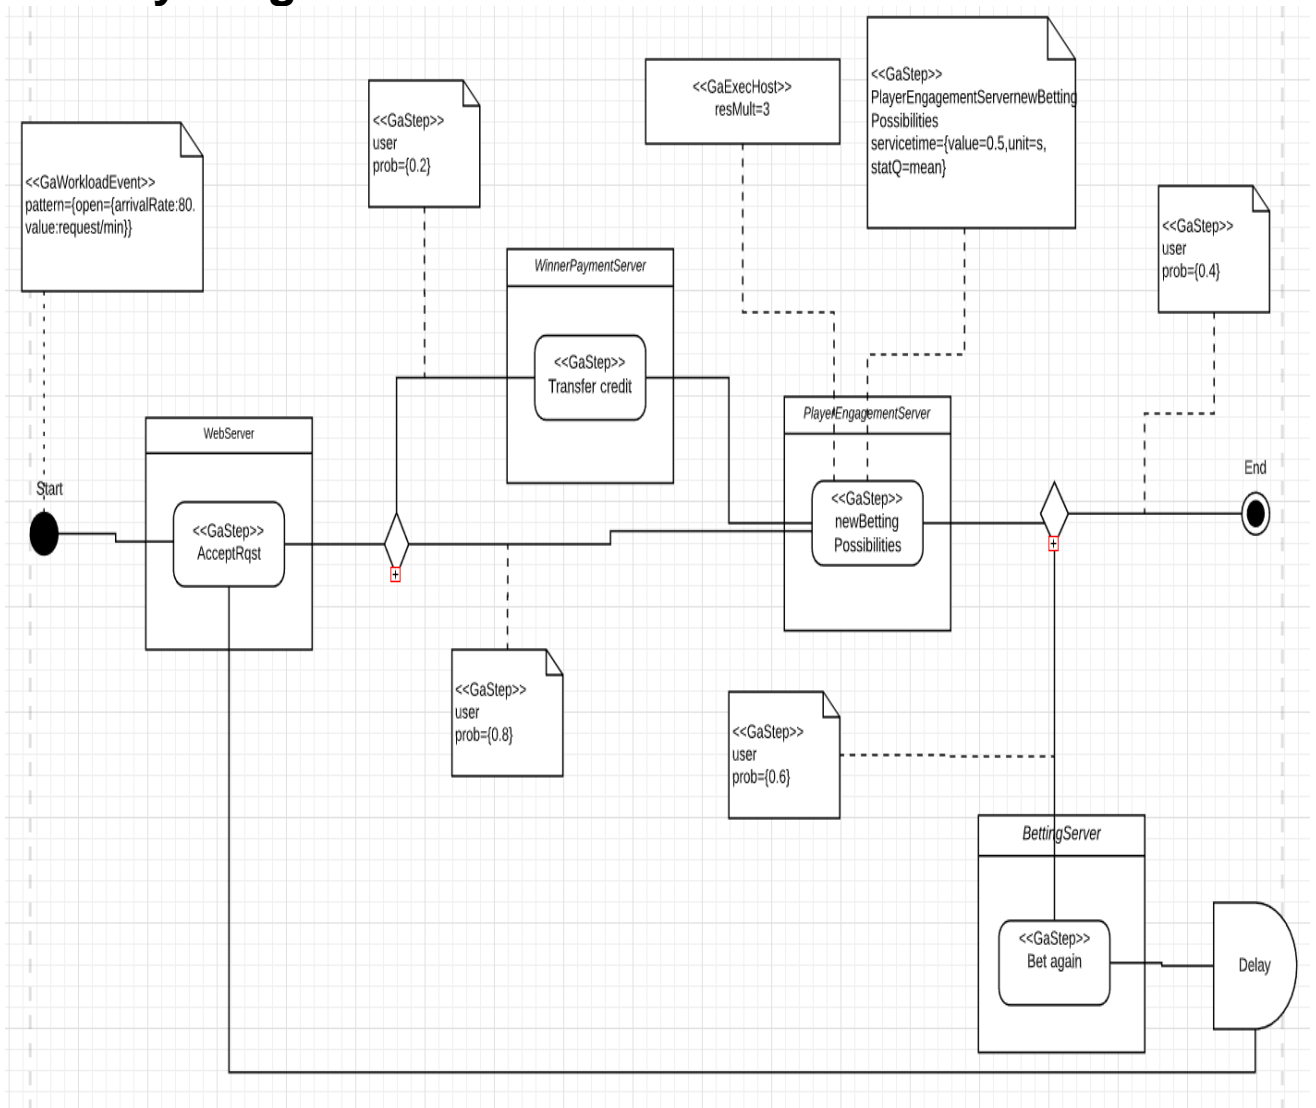 <<GaWorkloadEvent>>
pattern={open={arrivalRate:80.
value:request/min}}
<<GaStep>>
user
prob={0.2}
<<GaExecHost>>
resMult=3
<<GaStep>>
PlayerEngagementServernewBetting
Possibilities
servicetime={value=0.5,unit=s,
statQ=mean}
<<GaStep>>
user
prob={0.4}
WinnerPaymentServer
<<GaStep>>
Transfer credit
WebServer
PlayerEngagementServer
Start
End
<<GaStep>>
AcceptRqst
<<GaStep>>
newBetting
Possibilities
+
+
<<GaStep>>
user
prob={0.8}
<<GaStep>>
user
prob={0.6}
BettingServer
<<GaStep>>
Bet again
Delay